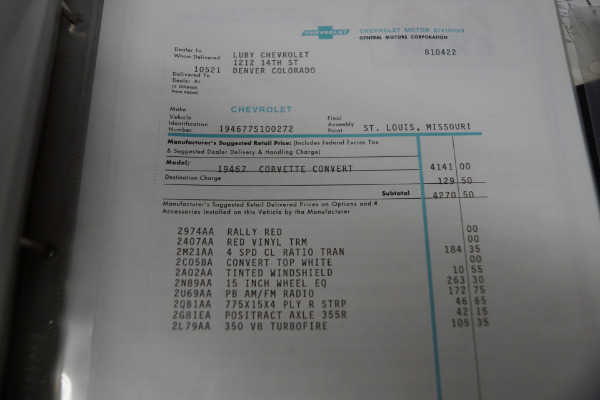 CHEVROLET CHEVROLET MOTOR DIVISION
GENERAL MOTORS CORPORATION
Dealer To
Whom Delivered LUBY CHEVROLET 810422
1212 14TH ST
10521 DENVER COLORADO
Delivered To
Dealer At
(If Different
From Above)
Make CHEVROLET
Vehicle
Identification
Number 194677S100272
Final
Assembly
Point ST. LOUIS, MISSOURI
Manufacturer's Suggested Retail Price: (Includes Federal Excise Tax
& Suggested Dealer Delivery & Handling Charge)
Model: 19467 CORVETTE CONVERT 4141 00
Destination Charge 129 50
Subtotal 4270 50
Manufacturer's Suggested Retail Delivered Prices on Options and #
Accessories Installed on this Vehicle by the Manufacturer
2974AA RALLY RED 00
2407AA RED VINYL TRM 00
2M21AA 4 SPD CL RATIO TRAN 184 35
2C05BA CONVERT TOP WHITE 00
2A02AA TINTED WINDSHIELD 10 55
2N89AA 15 INCH WHEEL EQ 263 30
2U69AA PB AM/FM RADIO 172 75
2QB1AA 775X15X4 PLY R STRP 46 65
2G81EA POSITRACT AXLE 355R 42 15
2L79AA 350 V8 TURBOFIRE 105 35